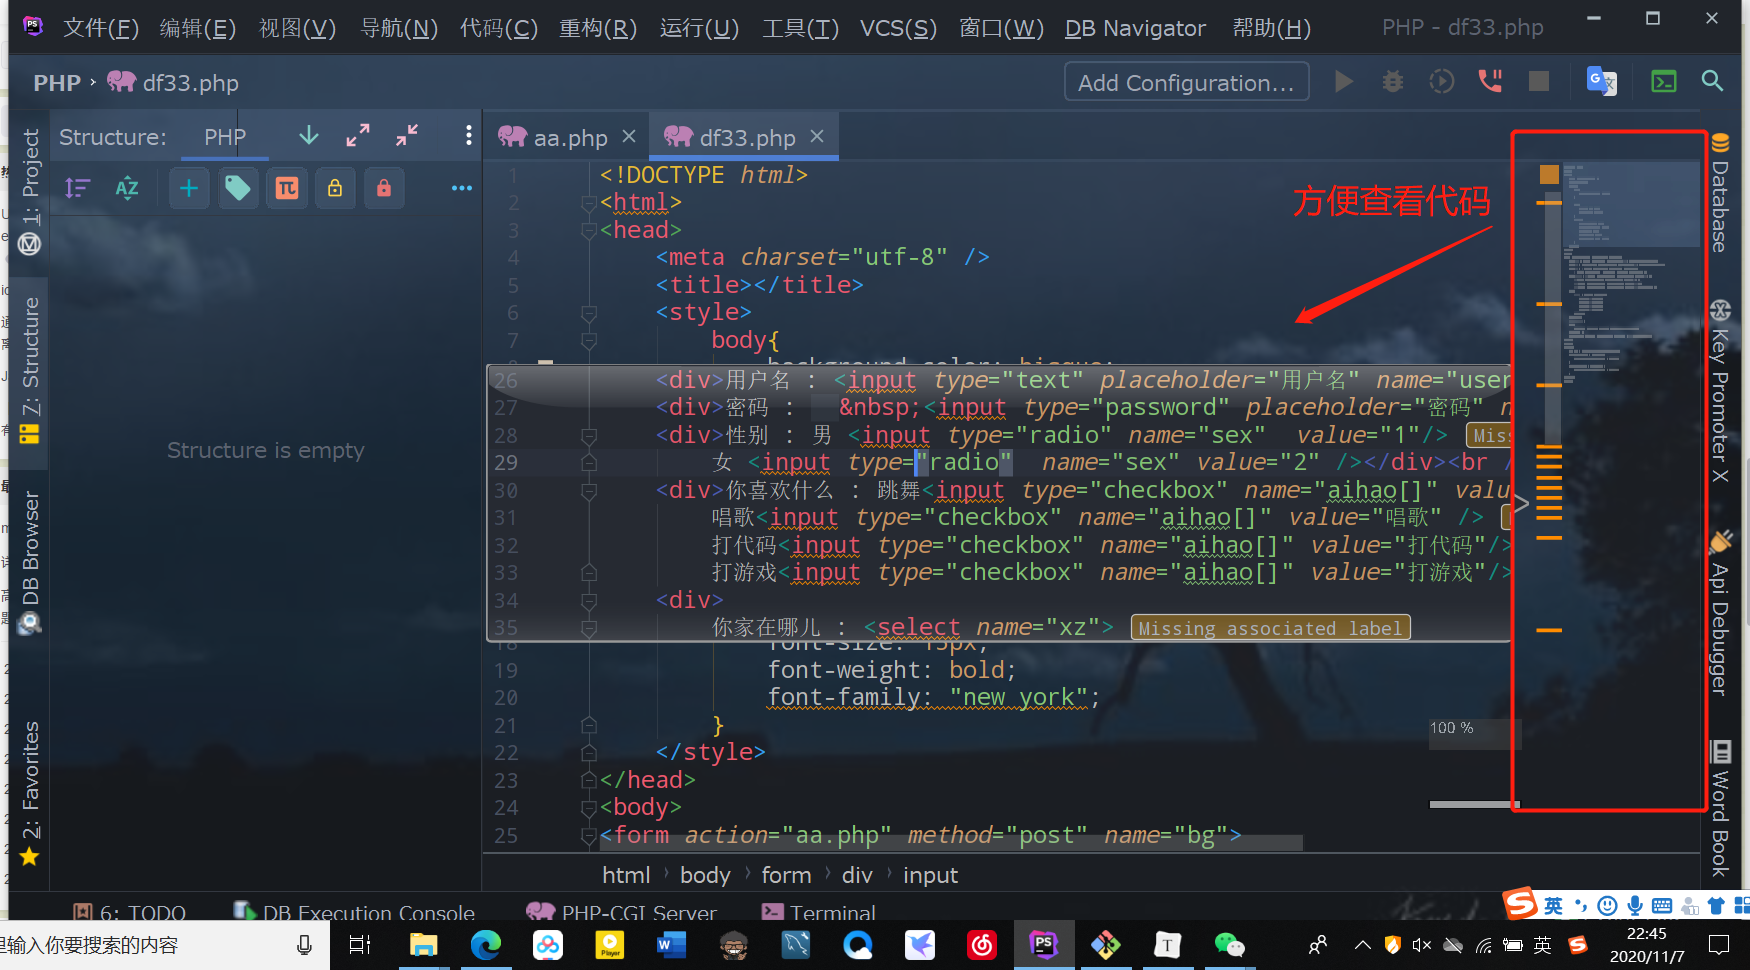 文件(F) 编辑(E) 视图(V) 导航(N) 代码(C) 重构(R) 运行(U) 工具(T) VCS(S) 窗口(W) DB Navigator 帮助(H) PHP - df33.php
PHP › df33.php
Add Configuration...
Structure: PHP
aa.php
df33.php
1: Project
Z: Structure
DB Browser
2: Favorites
Structure is empty
方便查看代码
1 <!DOCTYPE html>
2 <html>
3 <head>
4 <meta charset="utf-8" />
5 <title></title>
6 <style>
7 body{
background-color: bisque;
26 <div>用户名 : <input type="text" placeholder="用户名" name="user
27 <div>密码 : &nbsp;<input type="password" placeholder="密码" n
28 <div>性别 : 男 <input type="radio" name="sex" value="1"/> Miss
29 女 <input type="radio" name="sex" value="2" /></div><br /
30 <div>你喜欢什么 : 跳舞<input type="checkbox" name="aihao[]" valu
31 唱歌<input type="checkbox" name="aihao[]" value="唱歌" />
32 打代码<input type="checkbox" name="aihao[]" value="打代码"/>
33 打游戏<input type="checkbox" name="aihao[]" value="打游戏"/>
34 <div>
35 你家在哪儿 : <select name="xz"> Missing associated label
18 font-size: 15px;
19 font-weight: bold;
20 font-family: "new york";
21 }
22 </style>
23 </head>
24 <body>
25 <form action="aa.php" method="post" name="bg">
100 %
html › body › form › div › input
Database
Key Promoter X
Api Debugger
Word Book
6: TODO
DB Execution Console
PHP-CGI Server
Terminal
英
里输入你要搜索的内容
英
22:45
2020/11/7